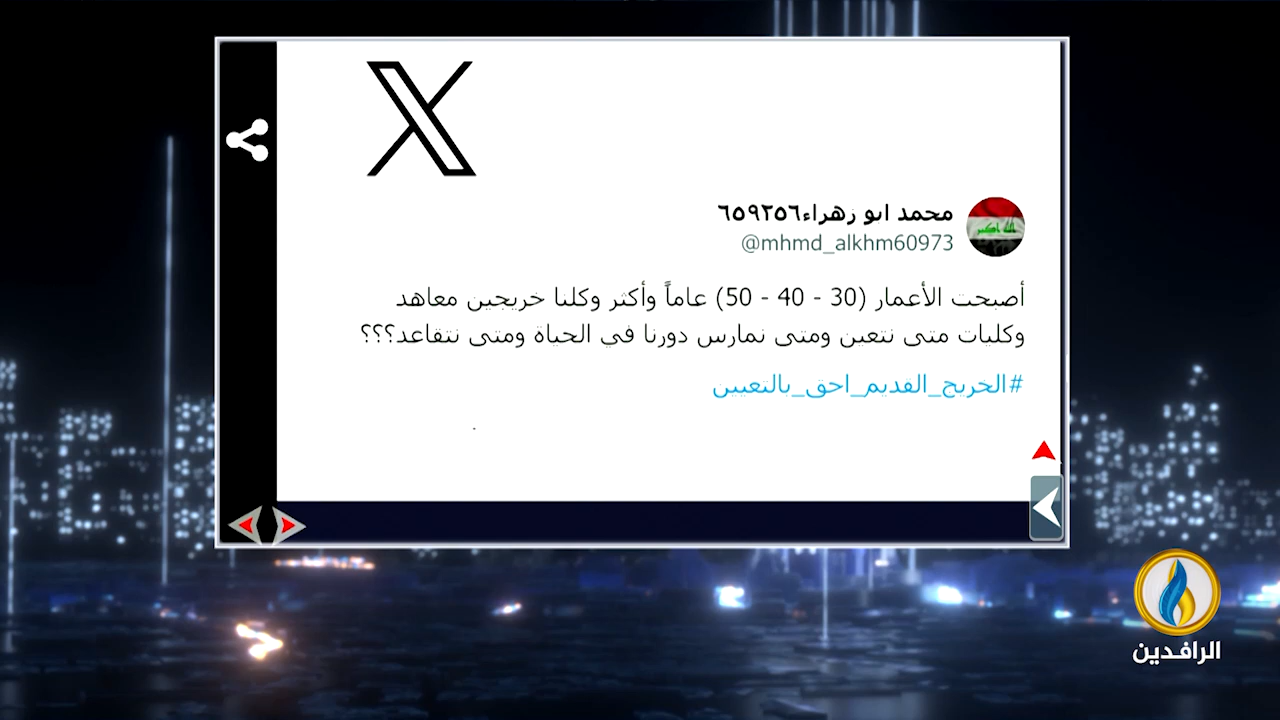 محمد ابو زهراء٦٥٩٢٥٦
@mhmd_alkhm60973
أصبحت الأعمار (30 - 40 - 50) عاماً وأكثر وكلنا خريجين معاهد
وكليات متى نتعين ومتى نمارس دورنا في الحياة ومتى نتقاعد؟؟؟
#الخريج_القديم_احق_بالتعيين
الرافدين